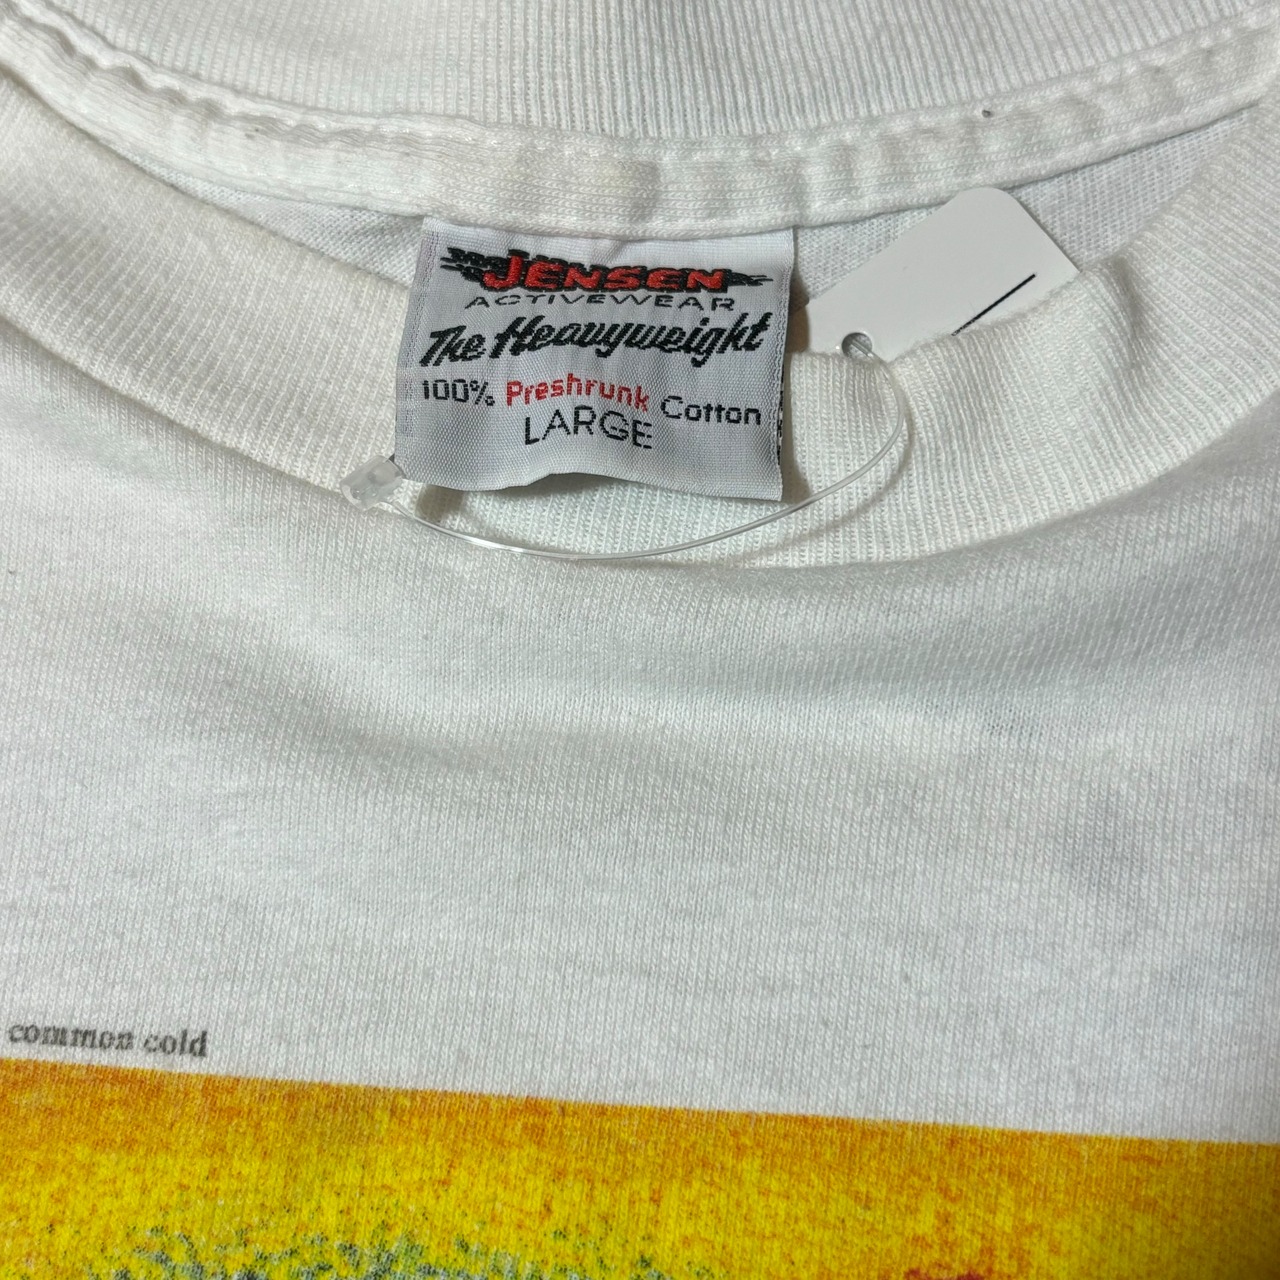 JENSEN
ACTIVEWEAR
The Heavyweight
100% Preshrunk Cotton
LARGE
common cold